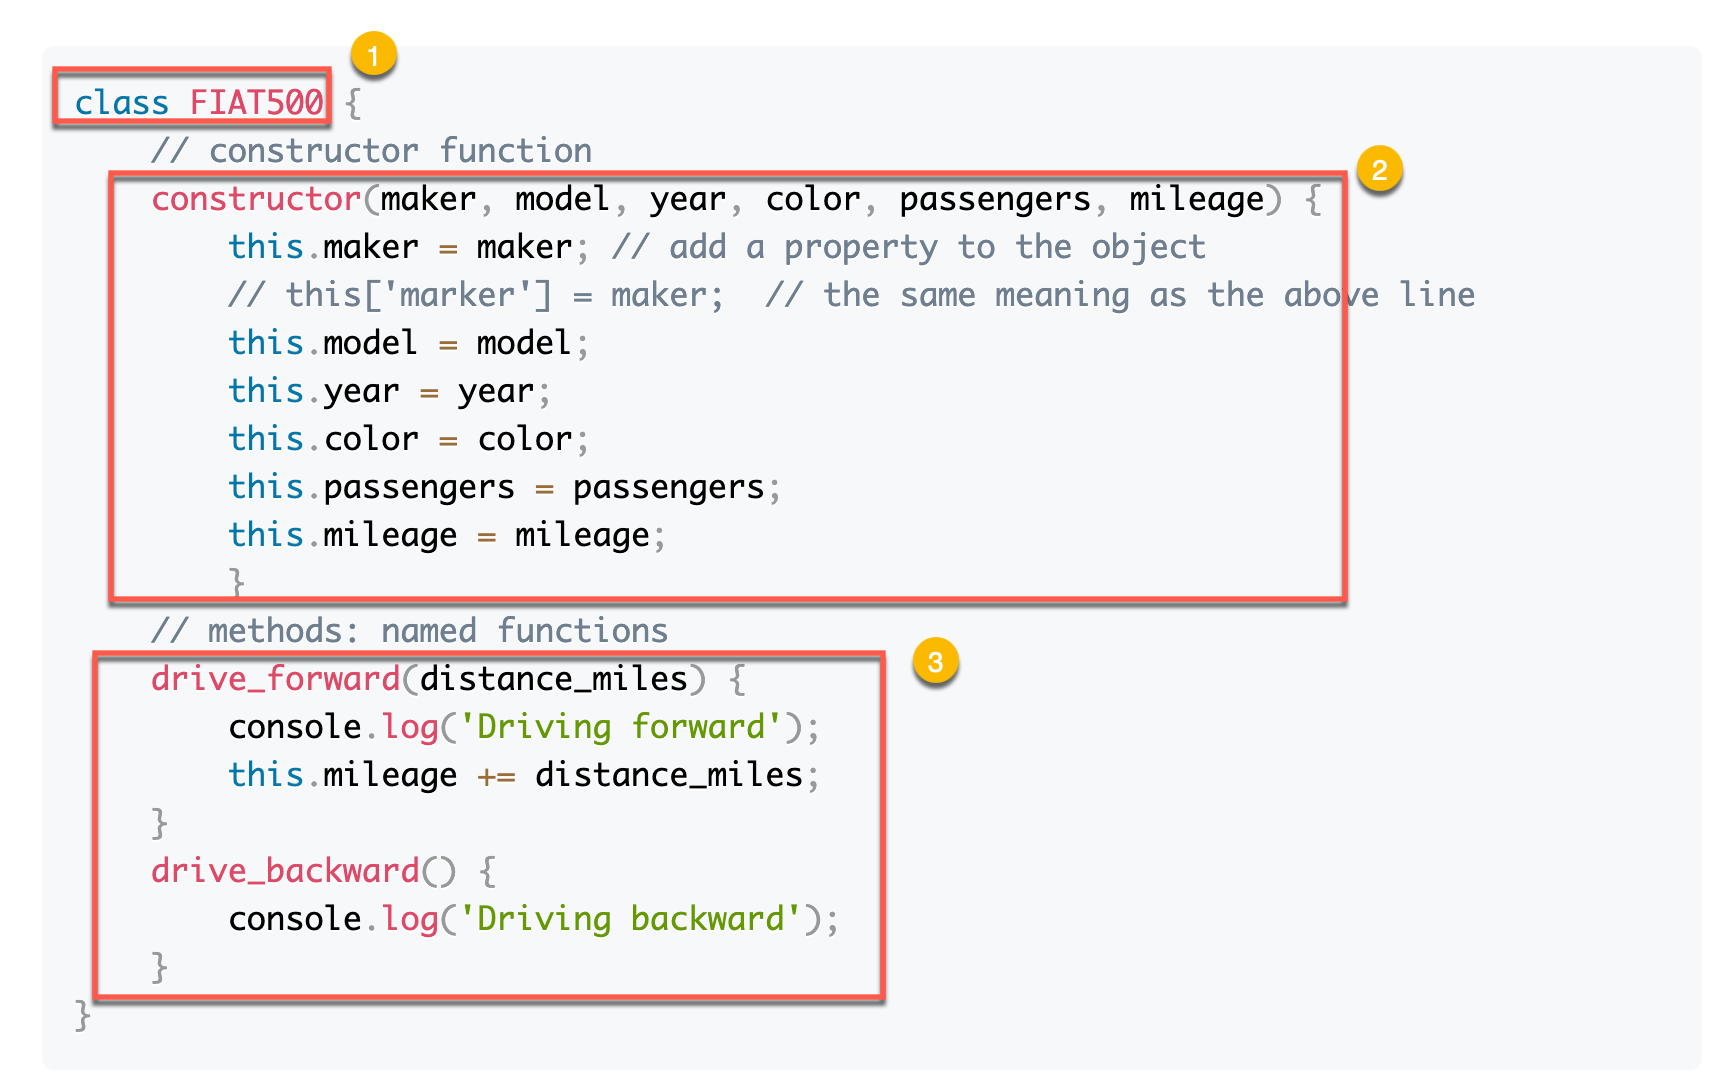 1
class FIAT500 {
// constructor function
2
constructor(maker, model, year, color, passengers, mileage) {
this.maker = maker; // add a property to the object
// this['marker'] = maker;  // the same meaning as the above line
this.model = model;
this.year = year;
this.color = color;
this.passengers = passengers;
this.mileage = mileage;
}
// methods: named functions
3
drive_forward(distance_miles) {
console.log('Driving forward');
this.mileage += distance_miles;
}
drive_backward() {
console.log('Driving backward');
}
}